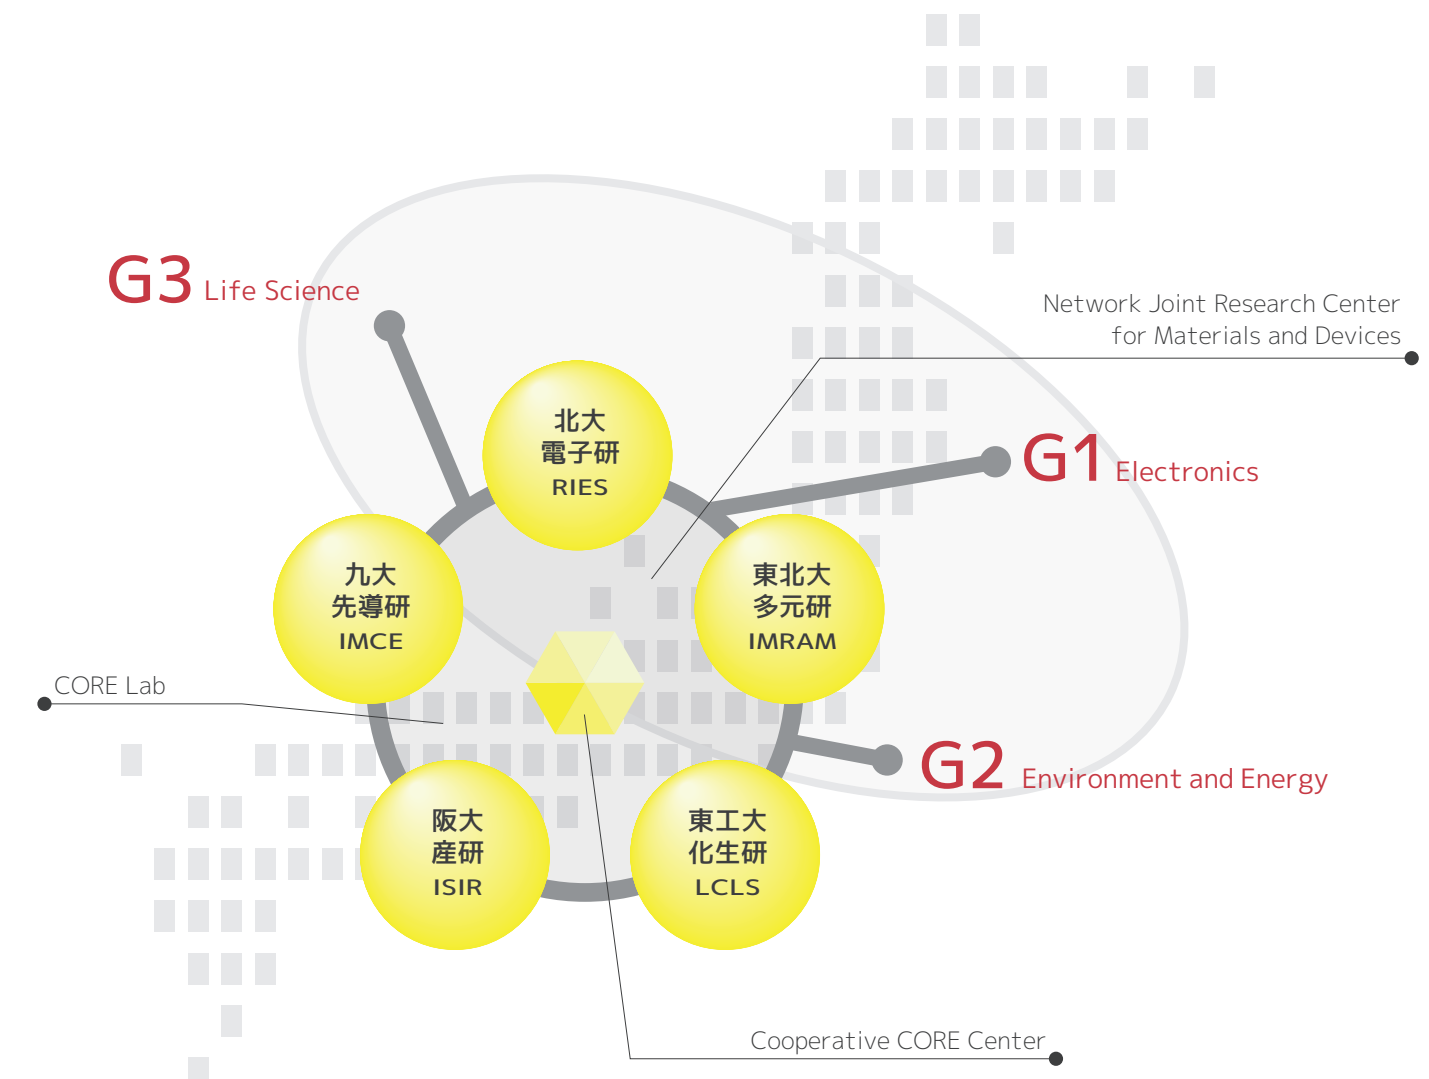 G3 Life Science
Network Joint Research Center
for Materials and Devices
北大
電子研
RIES
G1 Electronics
九大
先導研
IMCE
東北大
多元研
IMRAM
CORE Lab
G2 Environment and Energy
阪大
産研
ISIR
東工大
化生研
LCLS
Cooperative CORE Center